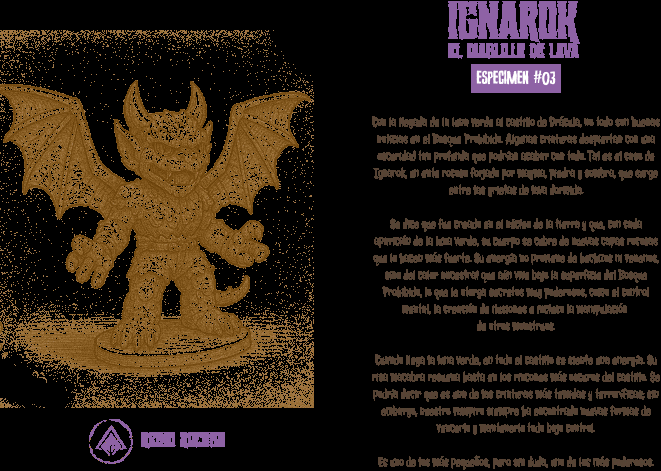 IGNAROK
EL DIABLILLO DE LAVA
ESPECIMEN #03
Con la llegada de la luna verde al castillo de Drácula, no todo son buenas
noticias en el Bosque Prohibido. Algunas criaturas despiertan con una
oscuridad tan profunda que podrían acabar con todo. Tal es el caso de
Ignarok, un ente rocoso forjado por magma, piedra y sombra, que surge
entre las grietas de lava dormida.
Se dice que fue creado en el núcleo de la tierra y que, con cada
aparición de la luna verde, su cuerpo se cubre de nuevas capas rocosas
que lo hacen más fuerte. Su energía no proviene de hechizos ni venenos,
sino del calor ancestral que aún vive bajo la superficie del Bosque
Prohibido, lo que le otorga secretos muy poderosos, como el control
mental, la creación de ilusiones e incluso la manipulación
de otros monstruos.
Cuando llega la luna verde, en todo el castillo se siente una energía. Su
risa macabra resuena hasta en los rincones más oscuros del castillo. Se
podría decir que es una de las criaturas más temidas y terroríficas, sin
embargo, nuestro vampiro siempre ha encontrado nuevas formas de
vencerlo y mantenerlo todo bajo control.
Es uno de los más pequeños, pero sin duda, uno de los más poderosos.